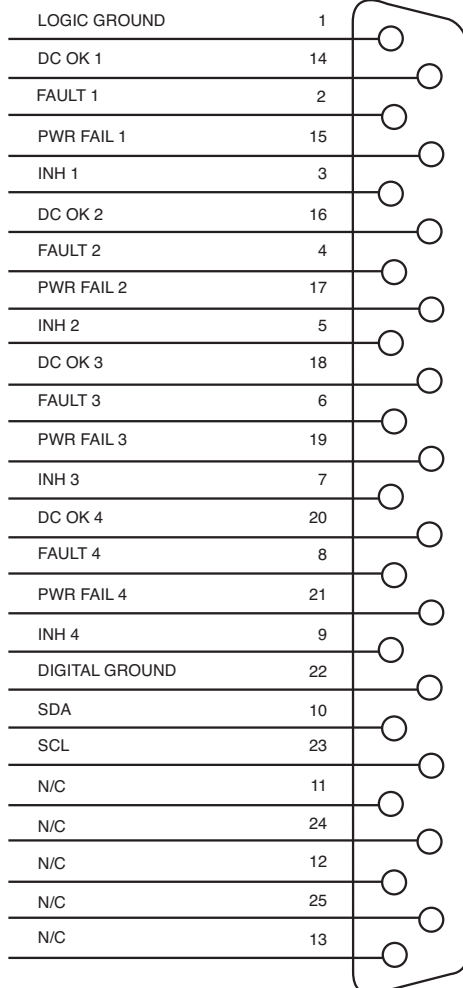 LOGIC GROUND 1
DC OK 1 14
FAULT 1 2
PWR FAIL 1 15
INH 1 3
DC OK 2 16
FAULT 2 4
PWR FAIL 2 17
INH 2 5
DC OK 3 18
FAULT 3 6
PWR FAIL 3 19
INH 3 7
DC OK 4 20
FAULT 4 8
PWR FAIL 4 21
INH 4 9
DIGITAL GROUND 22
SDA 10
SCL 23
N/C 11
N/C 24
N/C 12
N/C 25
N/C 13